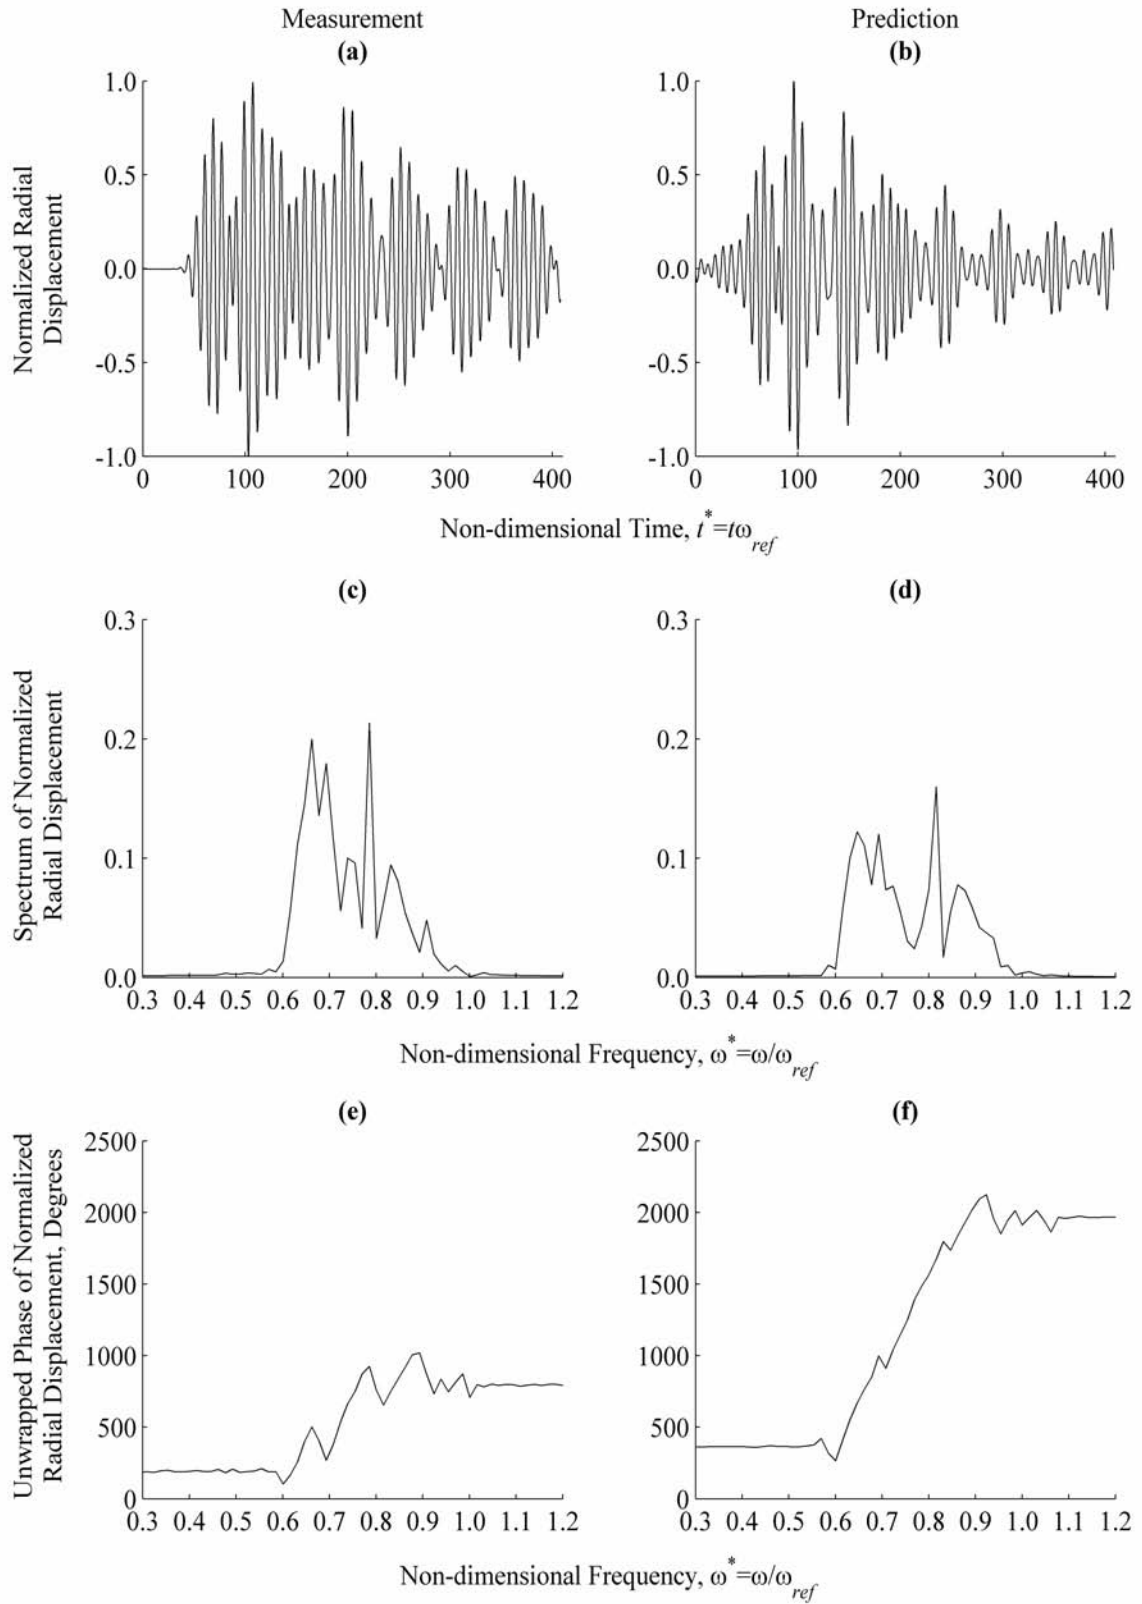 Measurement
Prediction
(a)
(b)
Normalized Radial
Displacement
1.0
0.5
0.0
-0.5
-1.0
0 100 200 300 400
1.0
0.5
0.0
-0.5
-1.0
0 100 200 300 400
Non-dimensional Time, t*=tωref
(c)
(d)
Spectrum of Normalized
Radial Displacement
0.3
0.2
0.1
0.0
0.3 0.4 0.5 0.6 0.7 0.8 0.9 1.0 1.1 1.2
0.3
0.2
0.1
0.0
0.3 0.4 0.5 0.6 0.7 0.8 0.9 1.0 1.1 1.2
Non-dimensional Frequency, ω*=ω/ωref
(e)
(f)
Unwrapped Phase of Normalized
Radial Displacement, Degrees
2500
2000
1500
1000
500
0
0.3 0.4 0.5 0.6 0.7 0.8 0.9 1.0 1.1 1.2
2500
2000
1500
1000
500
0
0.3 0.4 0.5 0.6 0.7 0.8 0.9 1.0 1.1 1.2
Non-dimensional Frequency, ω*=ω/ωref